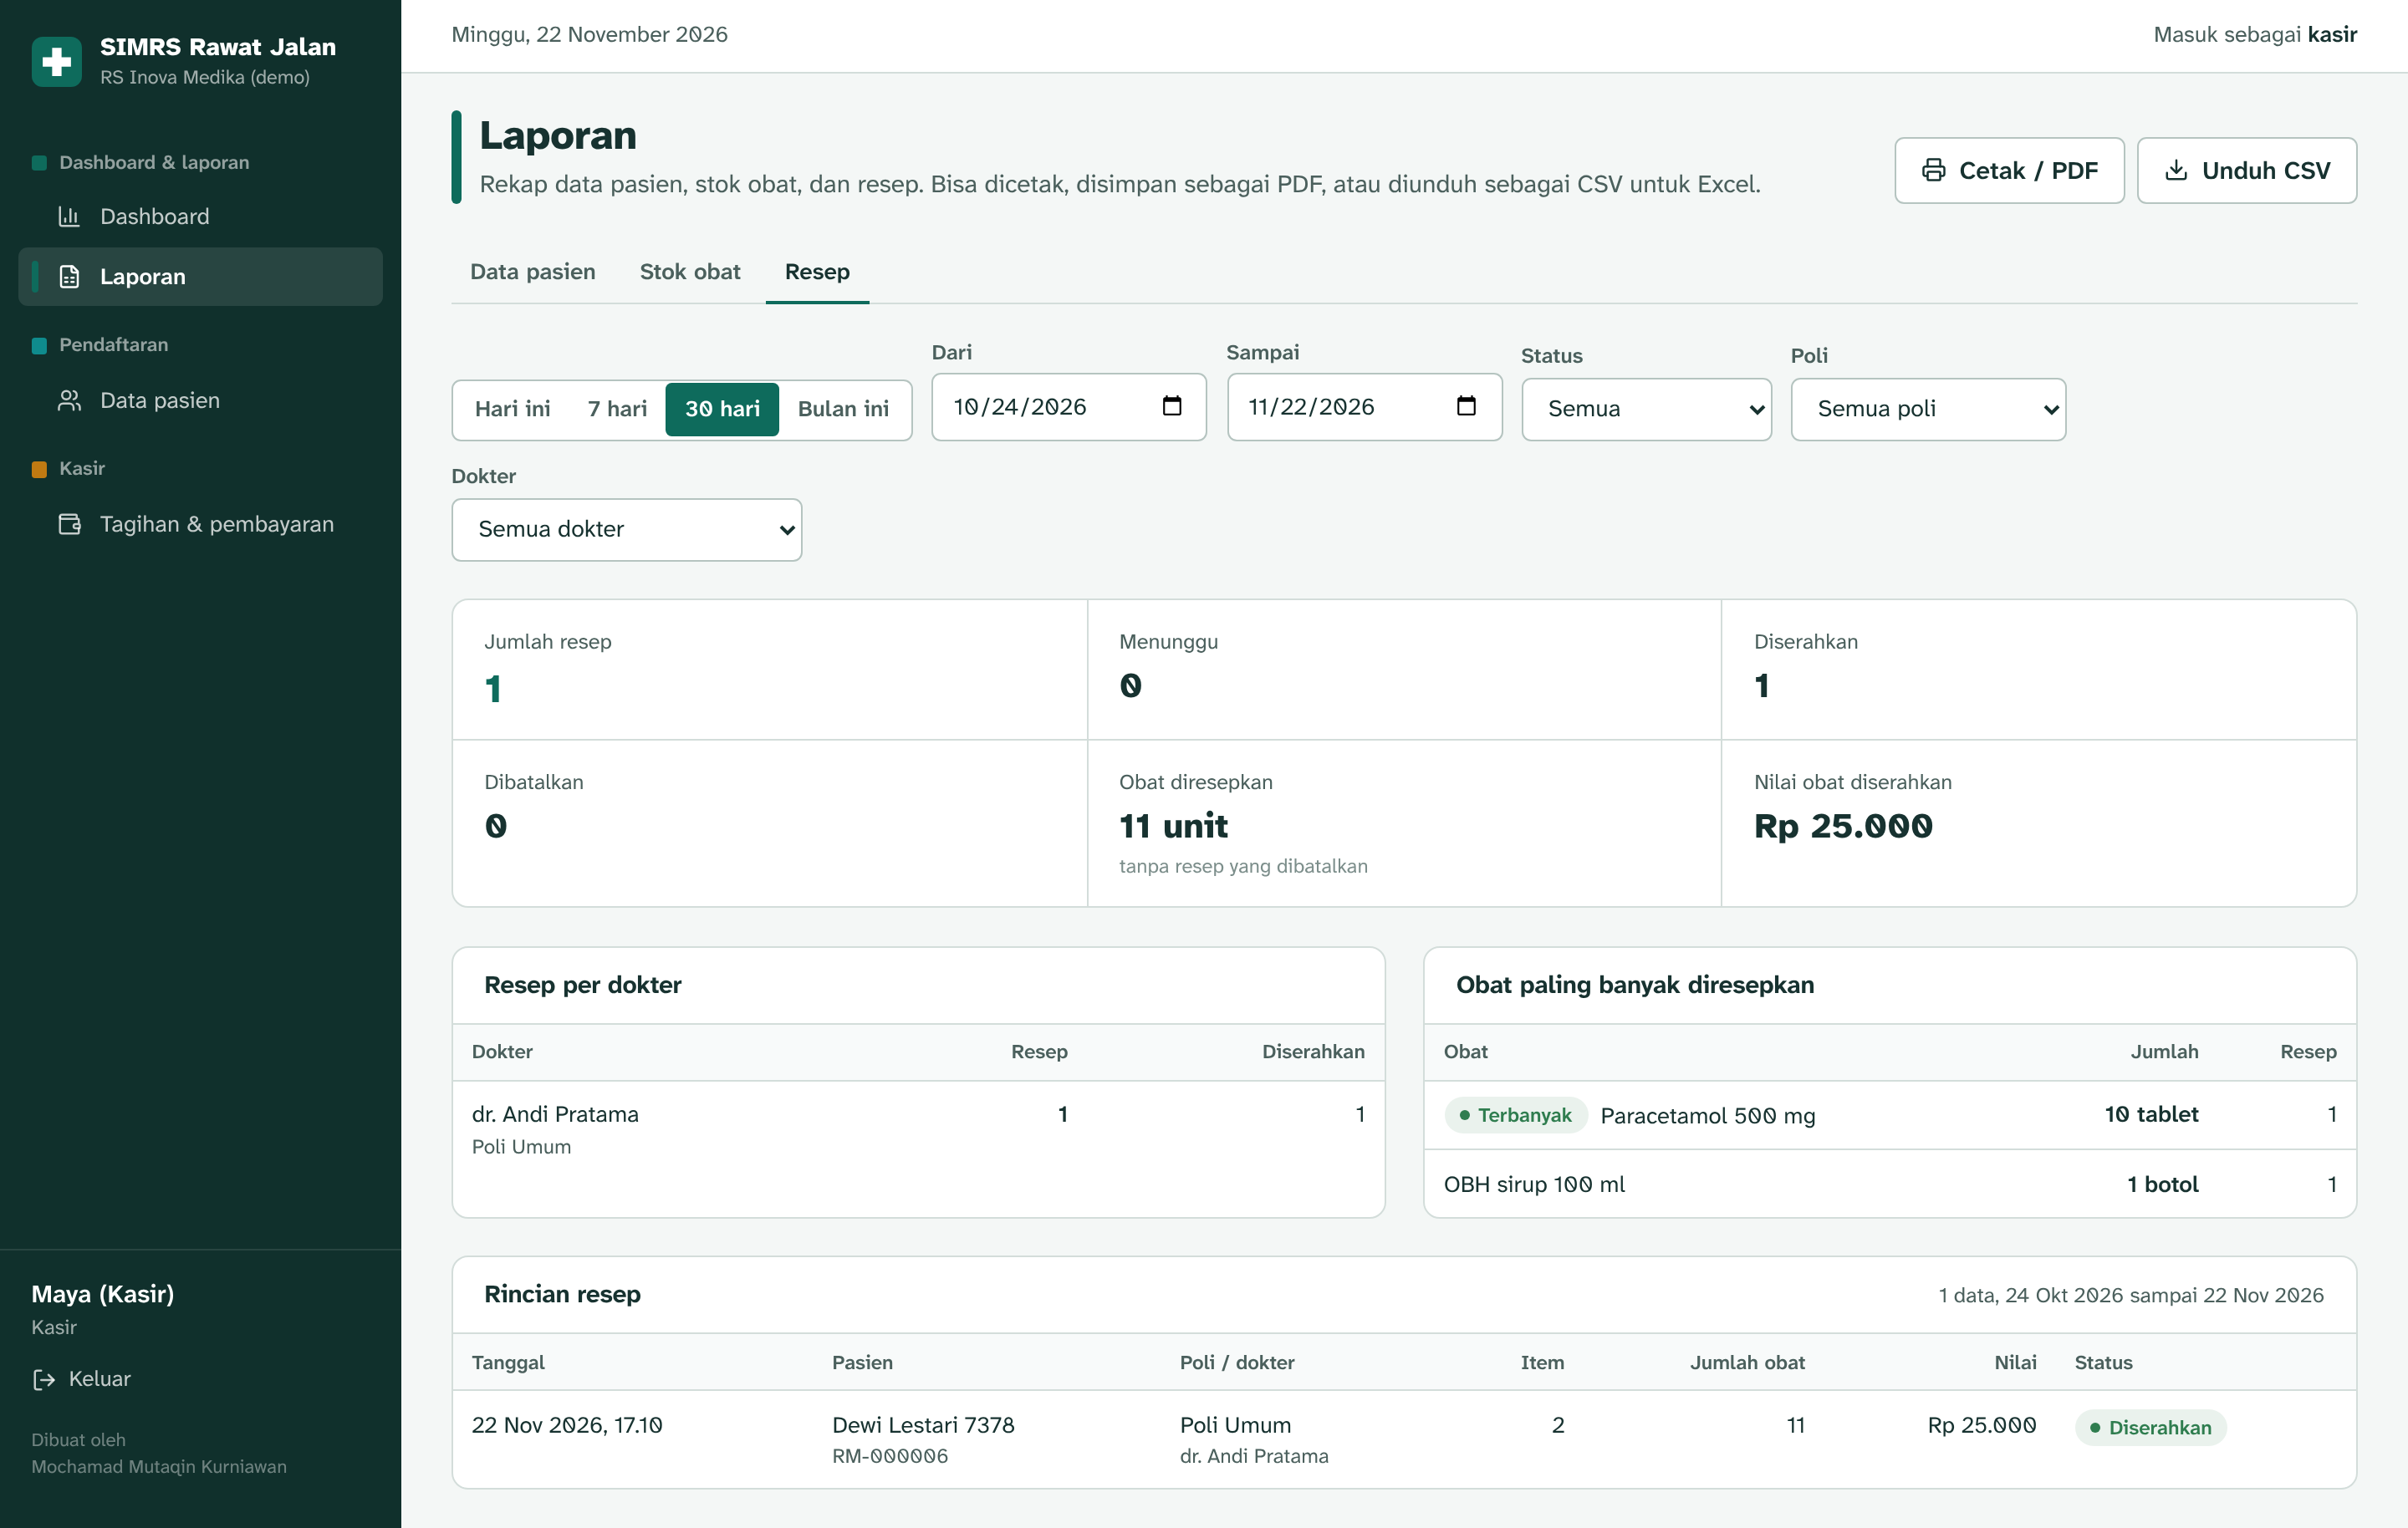 SIMRS Rawat Jalan
RS Inova Medika (demo)
Dashboard & laporan
Dashboard
Laporan
Pendaftaran
Data pasien
Kasir
Tagihan & pembayaran
Maya (Kasir)
Kasir
Keluar
Dibuat oleh
Mochamad Mutaqin Kurniawan
Minggu, 22 November 2026
Masuk sebagai kasir
Laporan
Rekap data pasien, stok obat, dan resep. Bisa dicetak, disimpan sebagai PDF, atau diunduh sebagai CSV untuk Excel.
Cetak / PDF
Unduh CSV
Data pasien
Stok obat
Resep
Hari ini
7 hari
30 hari
Bulan ini
Dari
10/24/2026
Sampai
11/22/2026
Status
Semua
Poli
Semua poli
Dokter
Semua dokter
Jumlah resep
1
Menunggu
0
Diserahkan
1
Dibatalkan
0
Obat diresepkan
11 unit
tanpa resep yang dibatalkan
Nilai obat diserahkan
Rp 25.000
Resep per dokter
Dokter Resep Diserahkan
dr. Andi Pratama 1 1
Poli Umum
Obat paling banyak diresepkan
Obat Jumlah Resep
Terbanyak Paracetamol 500 mg 10 tablet 1
OBH sirup 100 ml 1 botol 1
Rincian resep
1 data, 24 Okt 2026 sampai 22 Nov 2026
Tanggal Pasien Poli / dokter Item Jumlah obat Nilai Status
22 Nov 2026, 17.10 Dewi Lestari 7378 Poli Umum 2 11 Rp 25.000 Diserahkan
RM-000006 dr. Andi Pratama